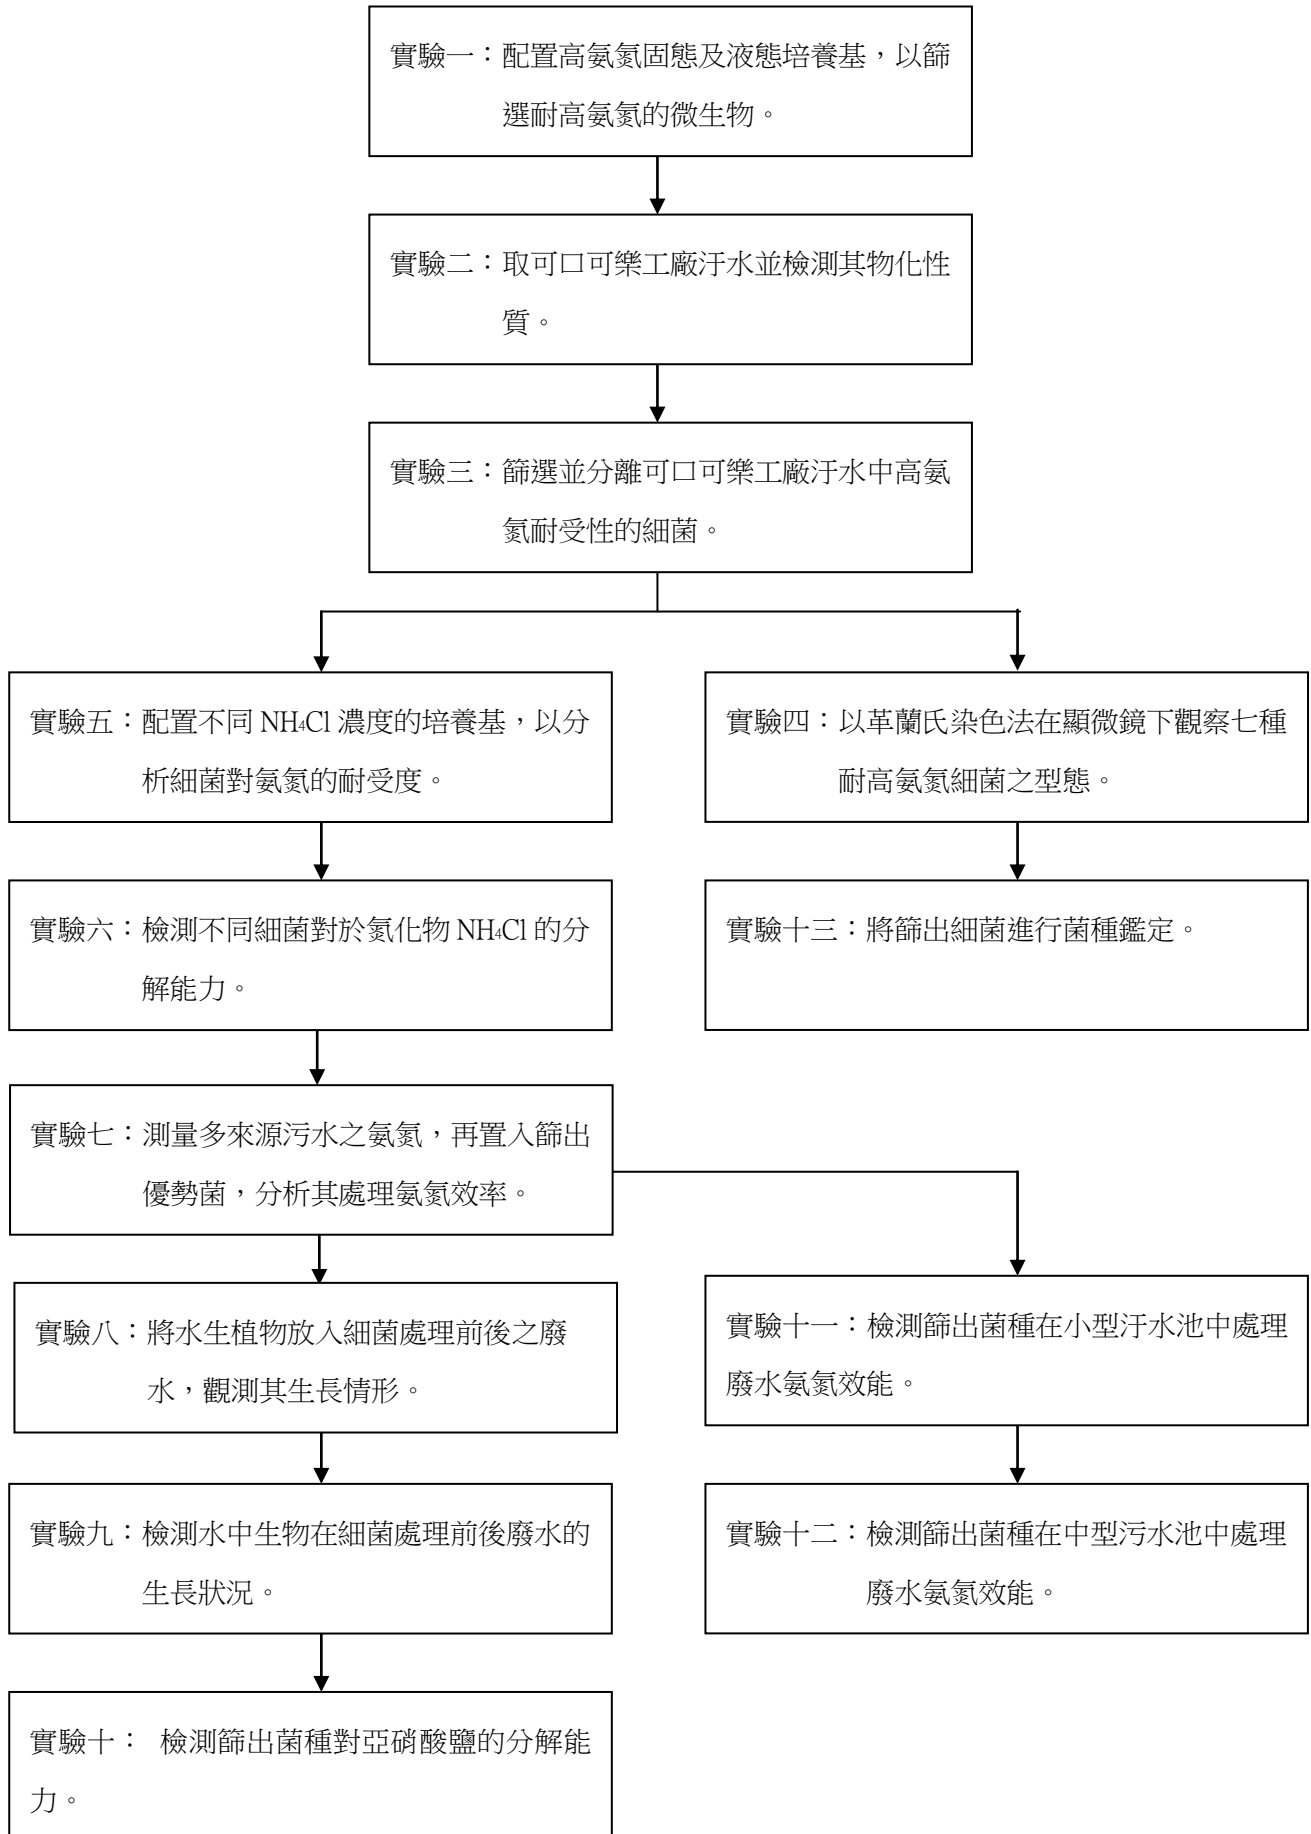 實驗一：配置高氨氮固態及液態培養基，以篩
選耐高氨氮的微生物。
實驗二：取可口可樂工廠汙水並檢測其物化性
質。
實驗三：篩選並分離可口可樂工廠汙水中高氨
氮耐受性的細菌。
實驗五：配置不同 NH₄Cl 濃度的培養基，以分
析細菌對氨氮的耐受度。
實驗四：以革蘭氏染色法在顯微鏡下觀察七種
耐高氨氮細菌之型態。
實驗六：檢測不同細菌對於氮化物 NH₄Cl 的分
解能力。
實驗十三：將篩出細菌進行菌種鑑定。
實驗七：測量多來源污水之氨氮，再置入篩出
優勢菌，分析其處理氨氮效率。
實驗八：將水生植物放入細菌處理前後之廢
水，觀測其生長情形。
實驗十一：檢測篩出菌種在小型汙水池中處理
廢水氨氮效能。
實驗九：檢測水中生物在細菌處理前後廢水的
生長狀況。
實驗十二：檢測篩出菌種在中型污水池中處理
廢水氨氮效能。
實驗十： 檢測篩出菌種對亞硝酸鹽的分解能
力。